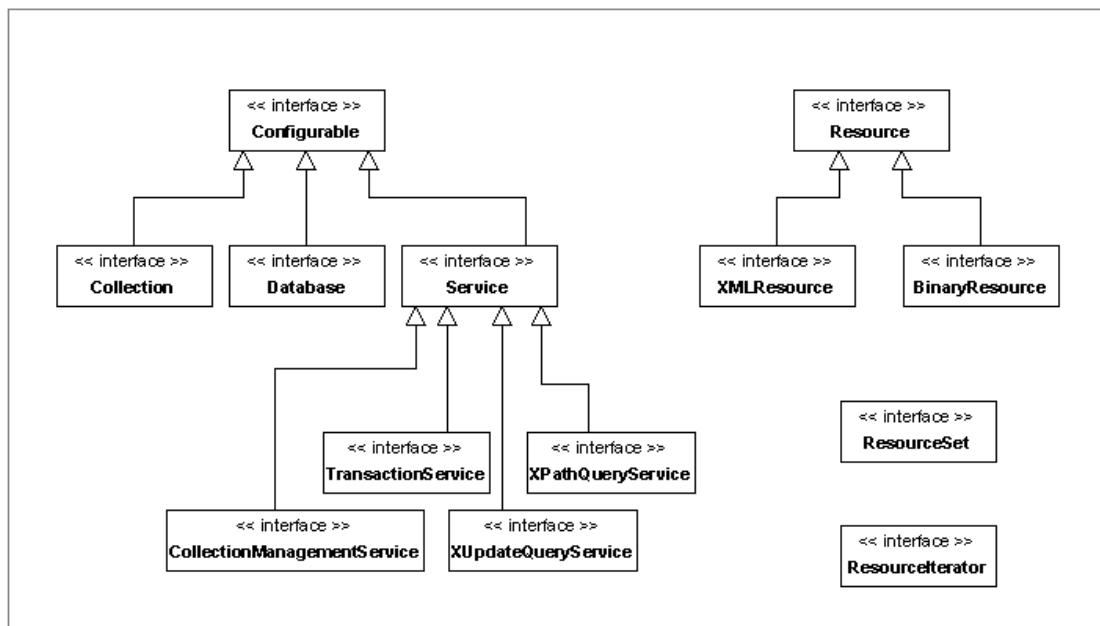 << interface >>
Configurable
<< interface >>
Resource
<< interface >>
Collection
<< interface >>
Database
<< interface >>
Service
<< interface >>
XMLResource
<< interface >>
BinaryResource
<< interface >>
ResourceSet
<< interface >>
TransactionService
<< interface >>
XPathQueryService
<< interface >>
CollectionManagementService
<< interface >>
XUpdateQueryService
<< interface >>
ResourceIterator